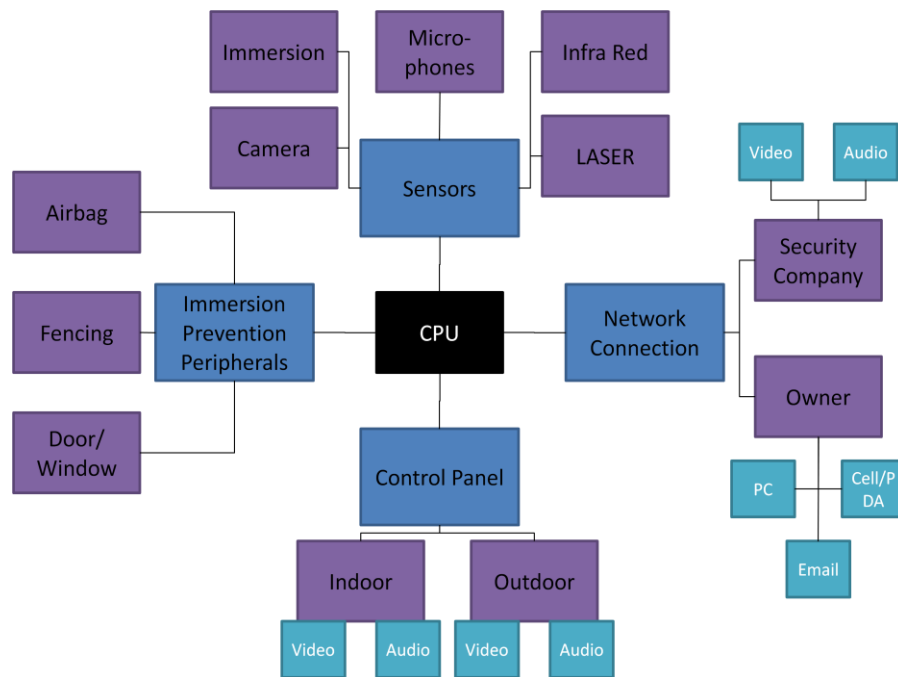 Immersion
Micro-
phones
Infra Red
Camera
LASER
Sensors
Video
Audio
Airbag
Security
Company
Fencing
Immersion
Prevention
Peripherals
CPU
Network
Connection
Owner
Door/
Window
Control Panel
PC
Cell/P
DA
Email
Indoor
Outdoor
Video
Audio
Video
Audio